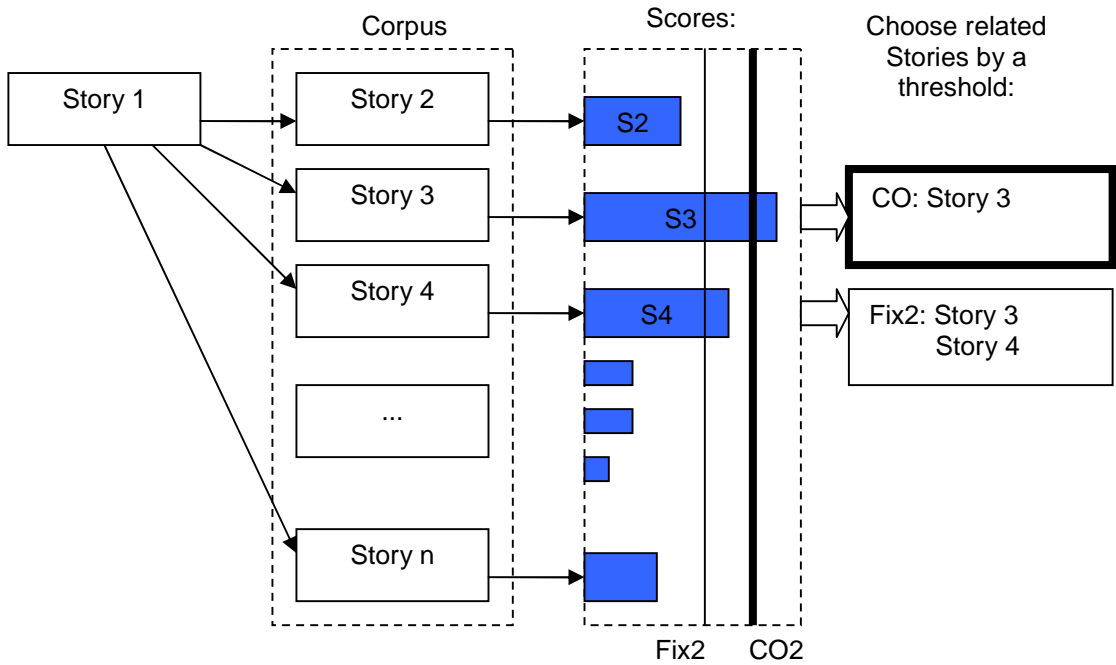 Corpus
Scores:
Choose related
Stories by a
threshold:
Story 1
Story 2
S2
Story 3
S3
CO: Story 3
Story 4
S4
Fix2: Story 3
Story 4
...
Story n
Fix2
CO2